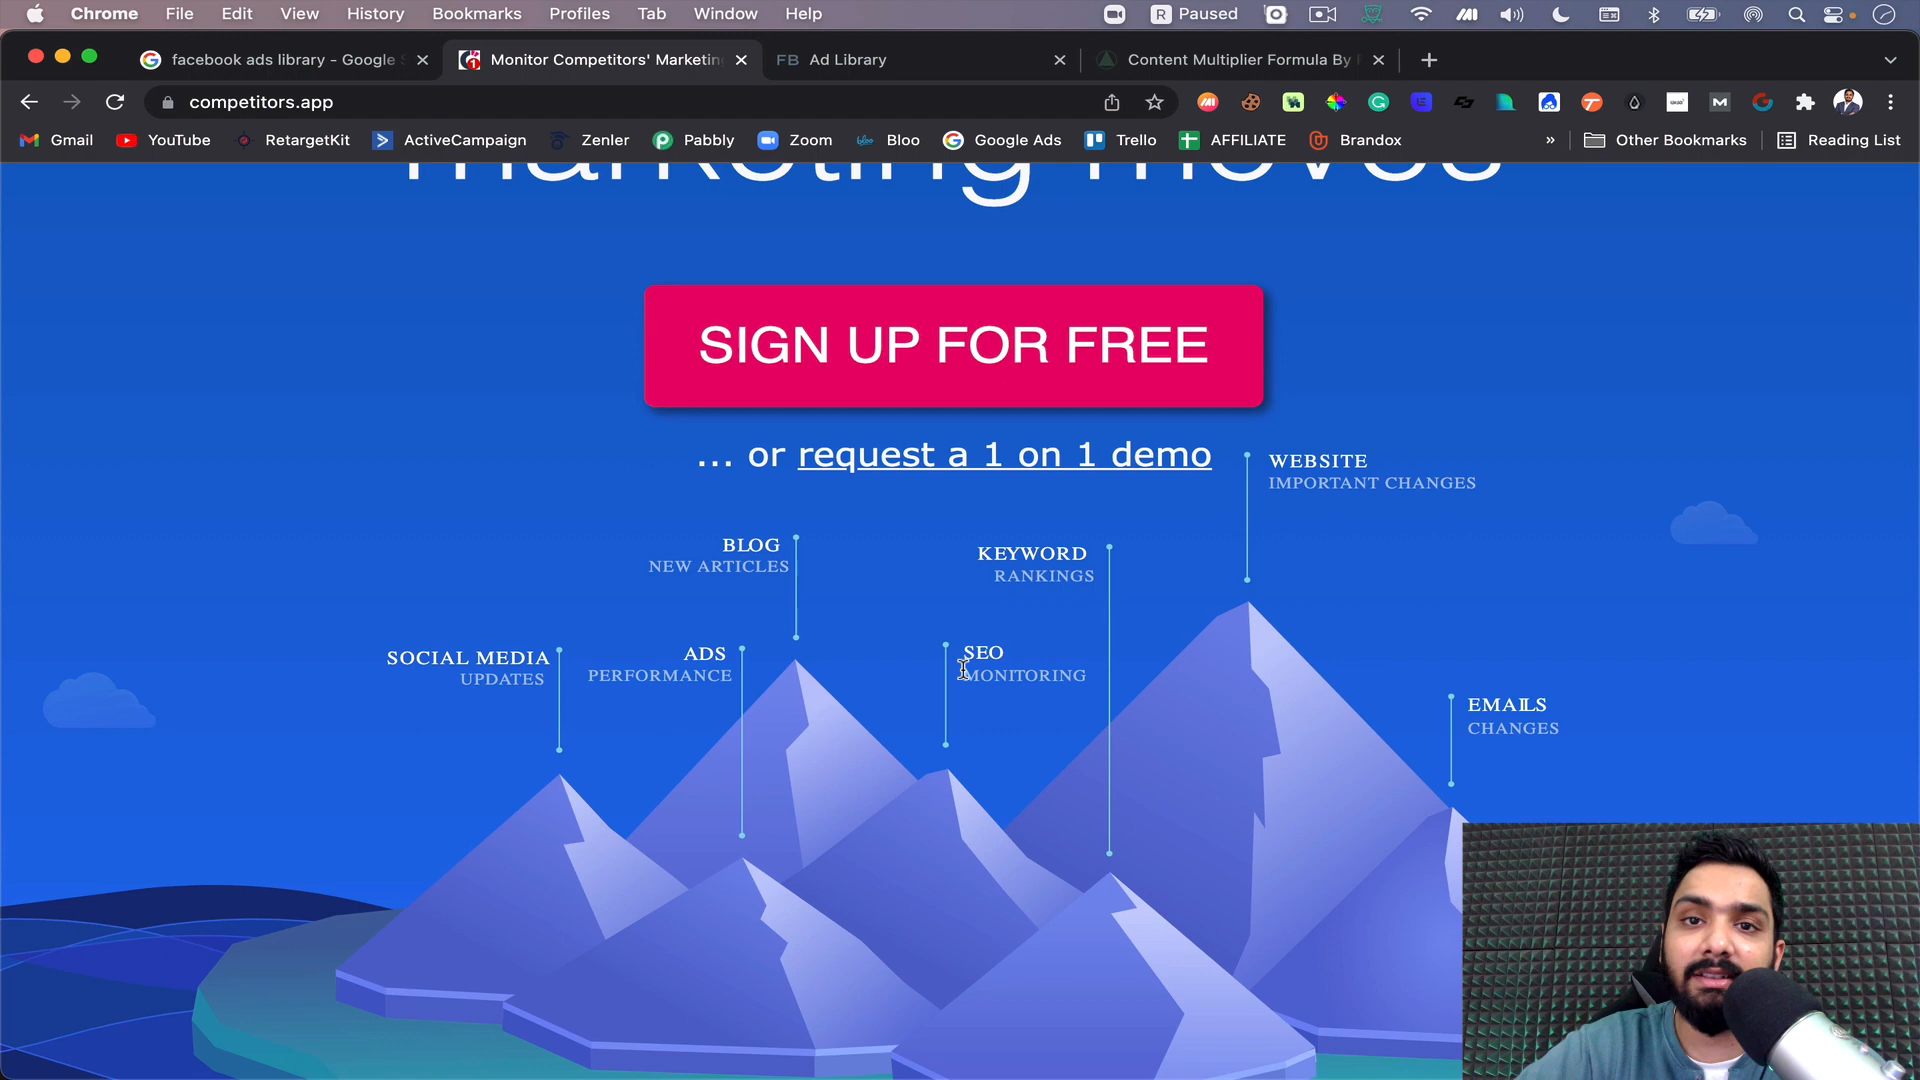 Chrome File Edit View History Bookmarks Profiles Tab Window Help
R Paused
facebook ads library - Google S
Monitor Competitors' Marketin
FB Ad Library
Content Multiplier Formula By
competitors.app
Gmail YouTube RetargetKit ActiveCampaign Zenler Pabbly Zoom Bloo Google Ads Trello AFFILIATE Brandox » Other Bookmarks Reading List
marketing moves
SIGN UP FOR FREE
... or request a 1 on 1 demo
WEBSITE
IMPORTANT CHANGES
BLOG
NEW ARTICLES
KEYWORD
RANKINGS
SOCIAL MEDIA
UPDATES
ADS
PERFORMANCE
SEO
MONITORING
EMAILS
CHANGES